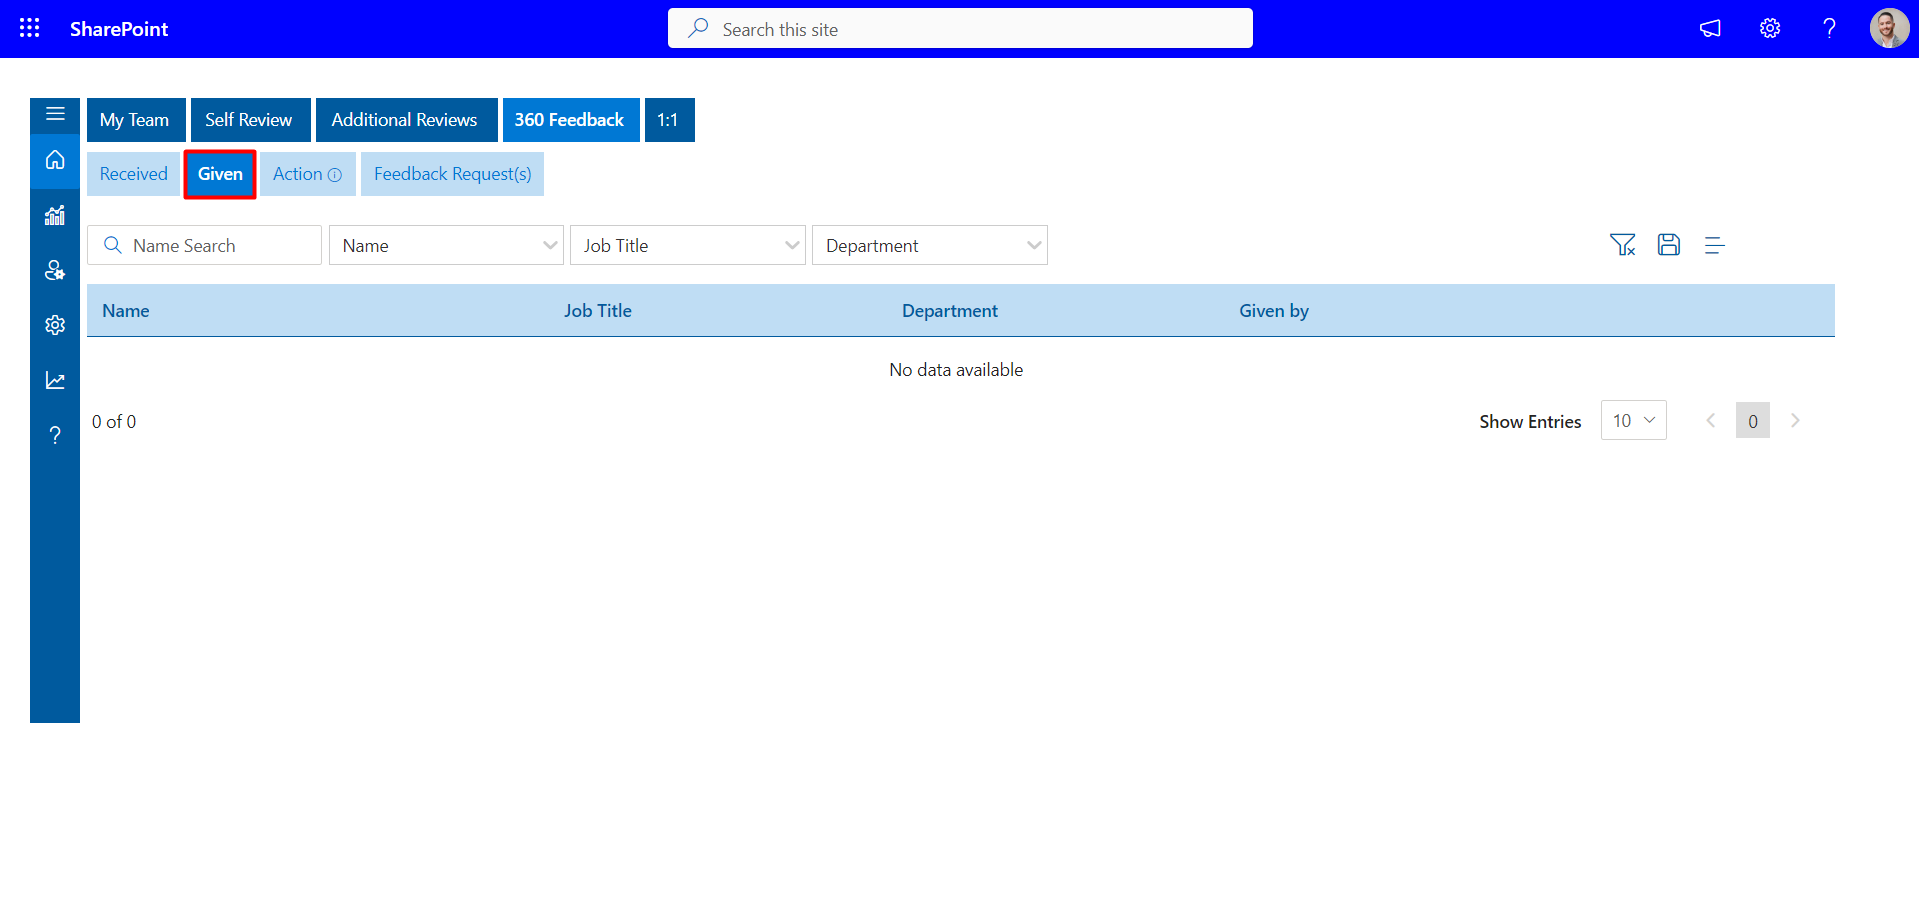 SharePoint
Search this site
My Team Self Review Additional Reviews 360 Feedback 1:1
Received Given Action Feedback Request(s)
Name Search Name Job Title Department
Name Job Title Department Given by
No data available
0 of 0 Show Entries 10 0